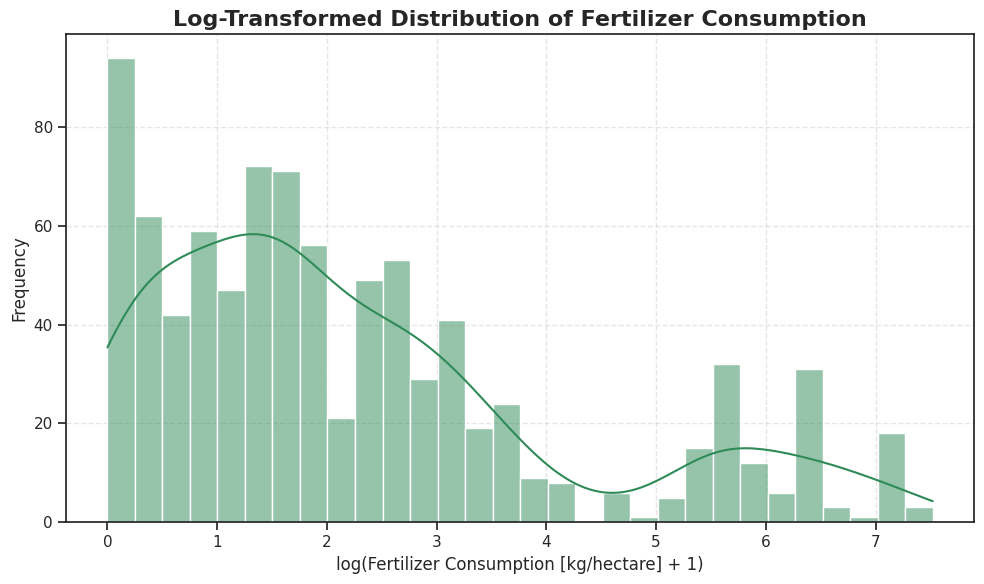 Log-Transformed Distribution of Fertilizer Consumption
Frequency
80
60
40
20
0
0 1 2 3 4 5 6 7
log(Fertilizer Consumption [kg/hectare] + 1)